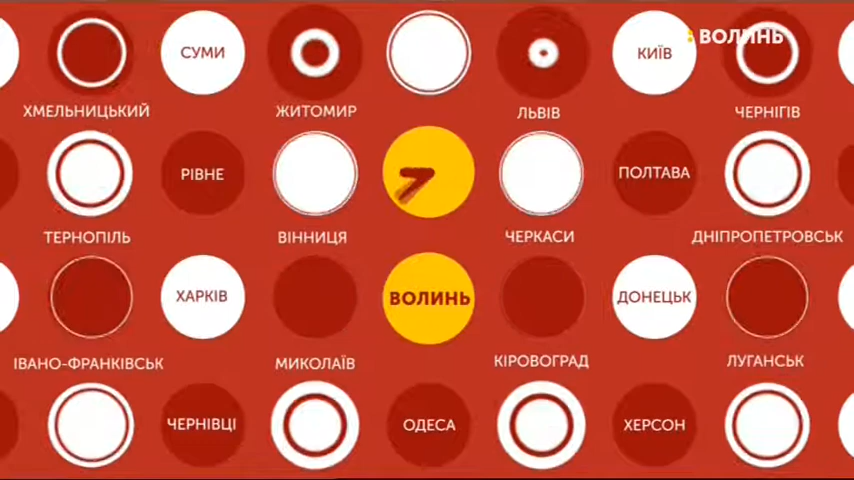 ВОЛИНЬ
СУМИ
КИЇВ
ХМЕЛЬНИЦЬКИЙ
ЖИТОМИР
ЛЬВІВ
ЧЕРНІГІВ
РІВНЕ
ПОЛТАВА
ТЕРНОПІЛЬ
ВІННИЦЯ
ЧЕРКАСИ
ДНІПРОПЕТРОВСЬК
ХАРКІВ
ВОЛИНЬ
ДОНЕЦЬК
ІВАНО-ФРАНКІВСЬК
МИКОЛАЇВ
КІРОВОГРАД
ЛУГАНСЬК
ЧЕРНІВЦІ
ОДЕСА
ХЕРСОН